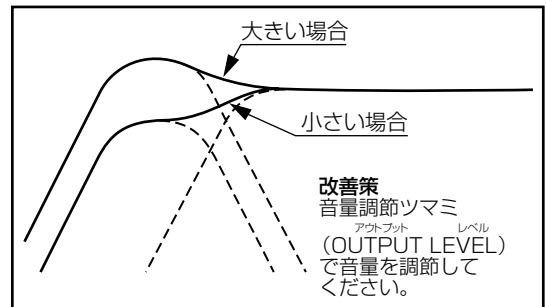 大きい場合
小さい場合
改善策
音量調節ツマミ
アウトプット レベル
（OUTPUT LEVEL）
で音量を調節して
ください。